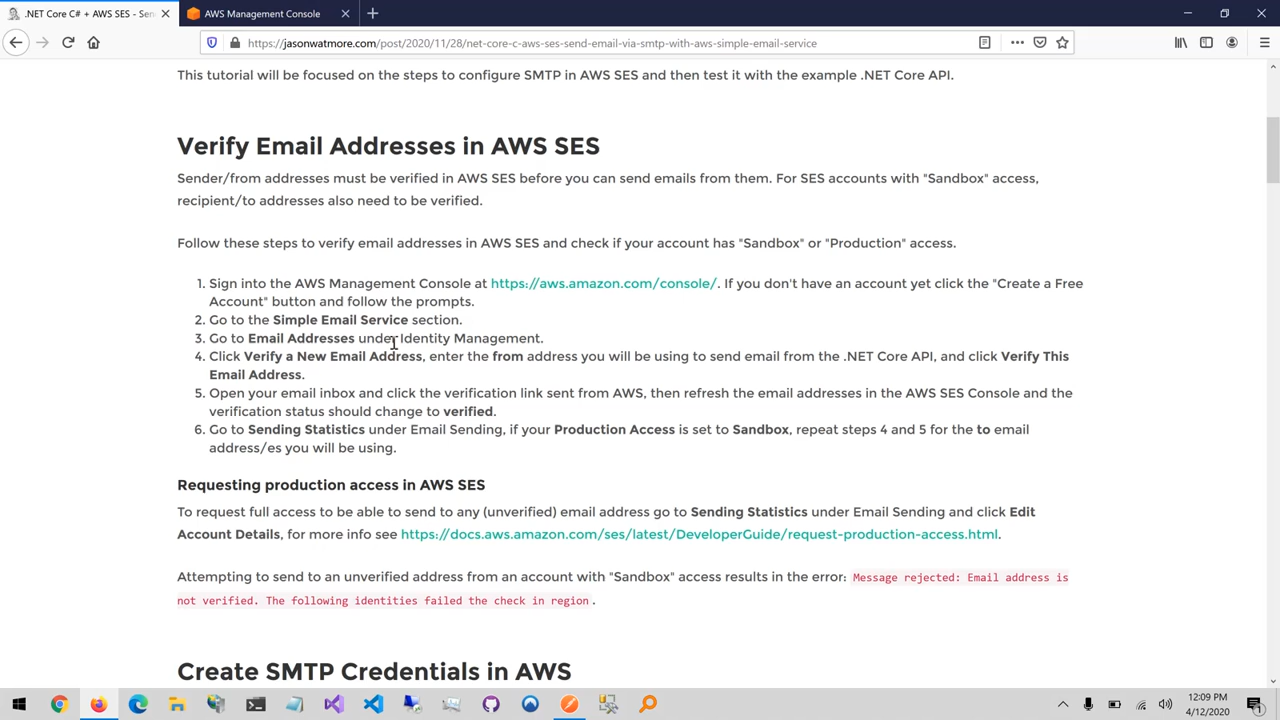 .NET Core C# + AWS SES - Sen
AWS Management Console
https://jasonwatmore.com/post/2020/11/28/net-core-c-aws-ses-send-email-via-smtp-with-aws-simple-email-service
This tutorial will be focused on the steps to configure SMTP in AWS SES and then test it with the example .NET Core API.
Verify Email Addresses in AWS SES
Sender/from addresses must be verified in AWS SES before you can send emails from them. For SES accounts with "Sandbox" access,
recipient/to addresses also need to be verified.
Follow these steps to verify email addresses in AWS SES and check if your account has "Sandbox" or "Production" access.
1. Sign into the AWS Management Console at https://aws.amazon.com/console/. If you don't have an account yet click the "Create a Free
Account" button and follow the prompts.
2. Go to the Simple Email Service section.
3. Go to Email Addresses under Identity Management.
4. Click Verify a New Email Address, enter the from address you will be using to send email from the .NET Core API, and click Verify This
Email Address.
5. Open your email inbox and click the verification link sent from AWS, then refresh the email addresses in the AWS SES Console and the
verification status should change to verified.
6. Go to Sending Statistics under Email Sending, if your Production Access is set to Sandbox, repeat steps 4 and 5 for the to email
address/es you will be using.
Requesting production access in AWS SES
To request full access to be able to send to any (unverified) email address go to Sending Statistics under Email Sending and click Edit
Account Details, for more info see https://docs.aws.amazon.com/ses/latest/DeveloperGuide/request-production-access.html.
Attempting to send to an unverified address from an account with "Sandbox" access results in the error: Message rejected: Email address is
not verified. The following identities failed the check in region.
Create SMTP Credentials in AWS
12:09 PM
4/12/2020